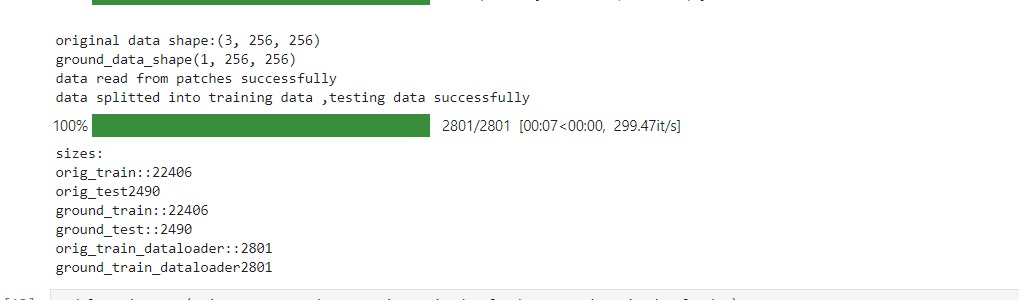 original data shape:(3, 256, 256)
ground_data_shape(1, 256, 256)
data read from patches successfully
data splitted into training data ,testing data successfully
100% 2801/2801 [00:07<00:00, 299.47it/s]
sizes:
orig_train::22406
orig_test2490
ground_train::22406
ground_test::2490
orig_train_dataloader::2801
ground_train_dataloader2801